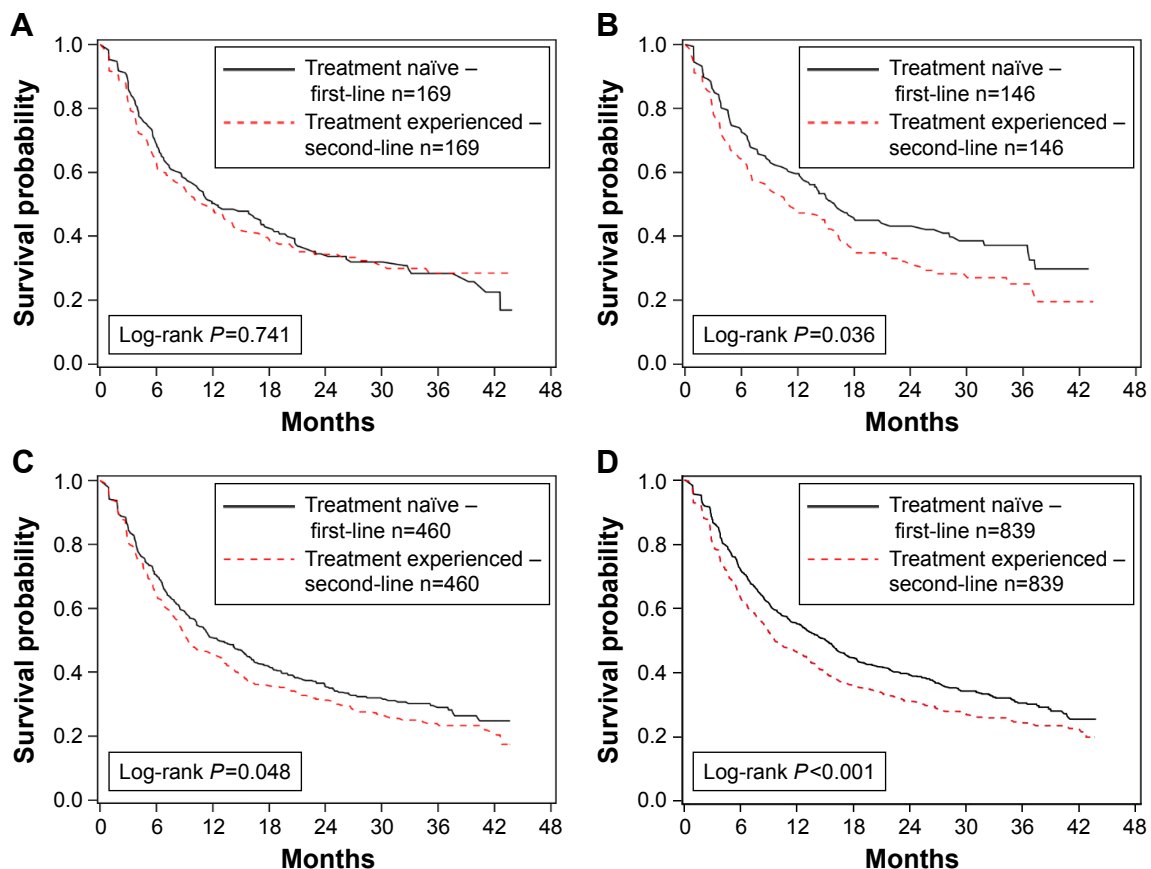 A
Survival probability
1.0
0.8
0.6
0.4
0.2
0.0
Treatment naïve –
first-line n=169
Treatment experienced –
second-line n=169
Log-rank P=0.741
0 6 12 18 24 30 36 42 48
Months
B
Survival probability
1.0
0.8
0.6
0.4
0.2
0.0
Treatment naïve –
first-line n=146
Treatment experienced –
second-line n=146
Log-rank P=0.036
0 6 12 18 24 30 36 42 48
Months
C
Survival probability
1.0
0.8
0.6
0.4
0.2
0.0
Treatment naïve –
first-line n=460
Treatment experienced –
second-line n=460
Log-rank P=0.048
0 6 12 18 24 30 36 42 48
Months
D
Survival probability
1.0
0.8
0.6
0.4
0.2
0.0
Treatment naïve –
first-line n=839
Treatment experienced –
second-line n=839
Log-rank P<0.001
0 6 12 18 24 30 36 42 48
Months